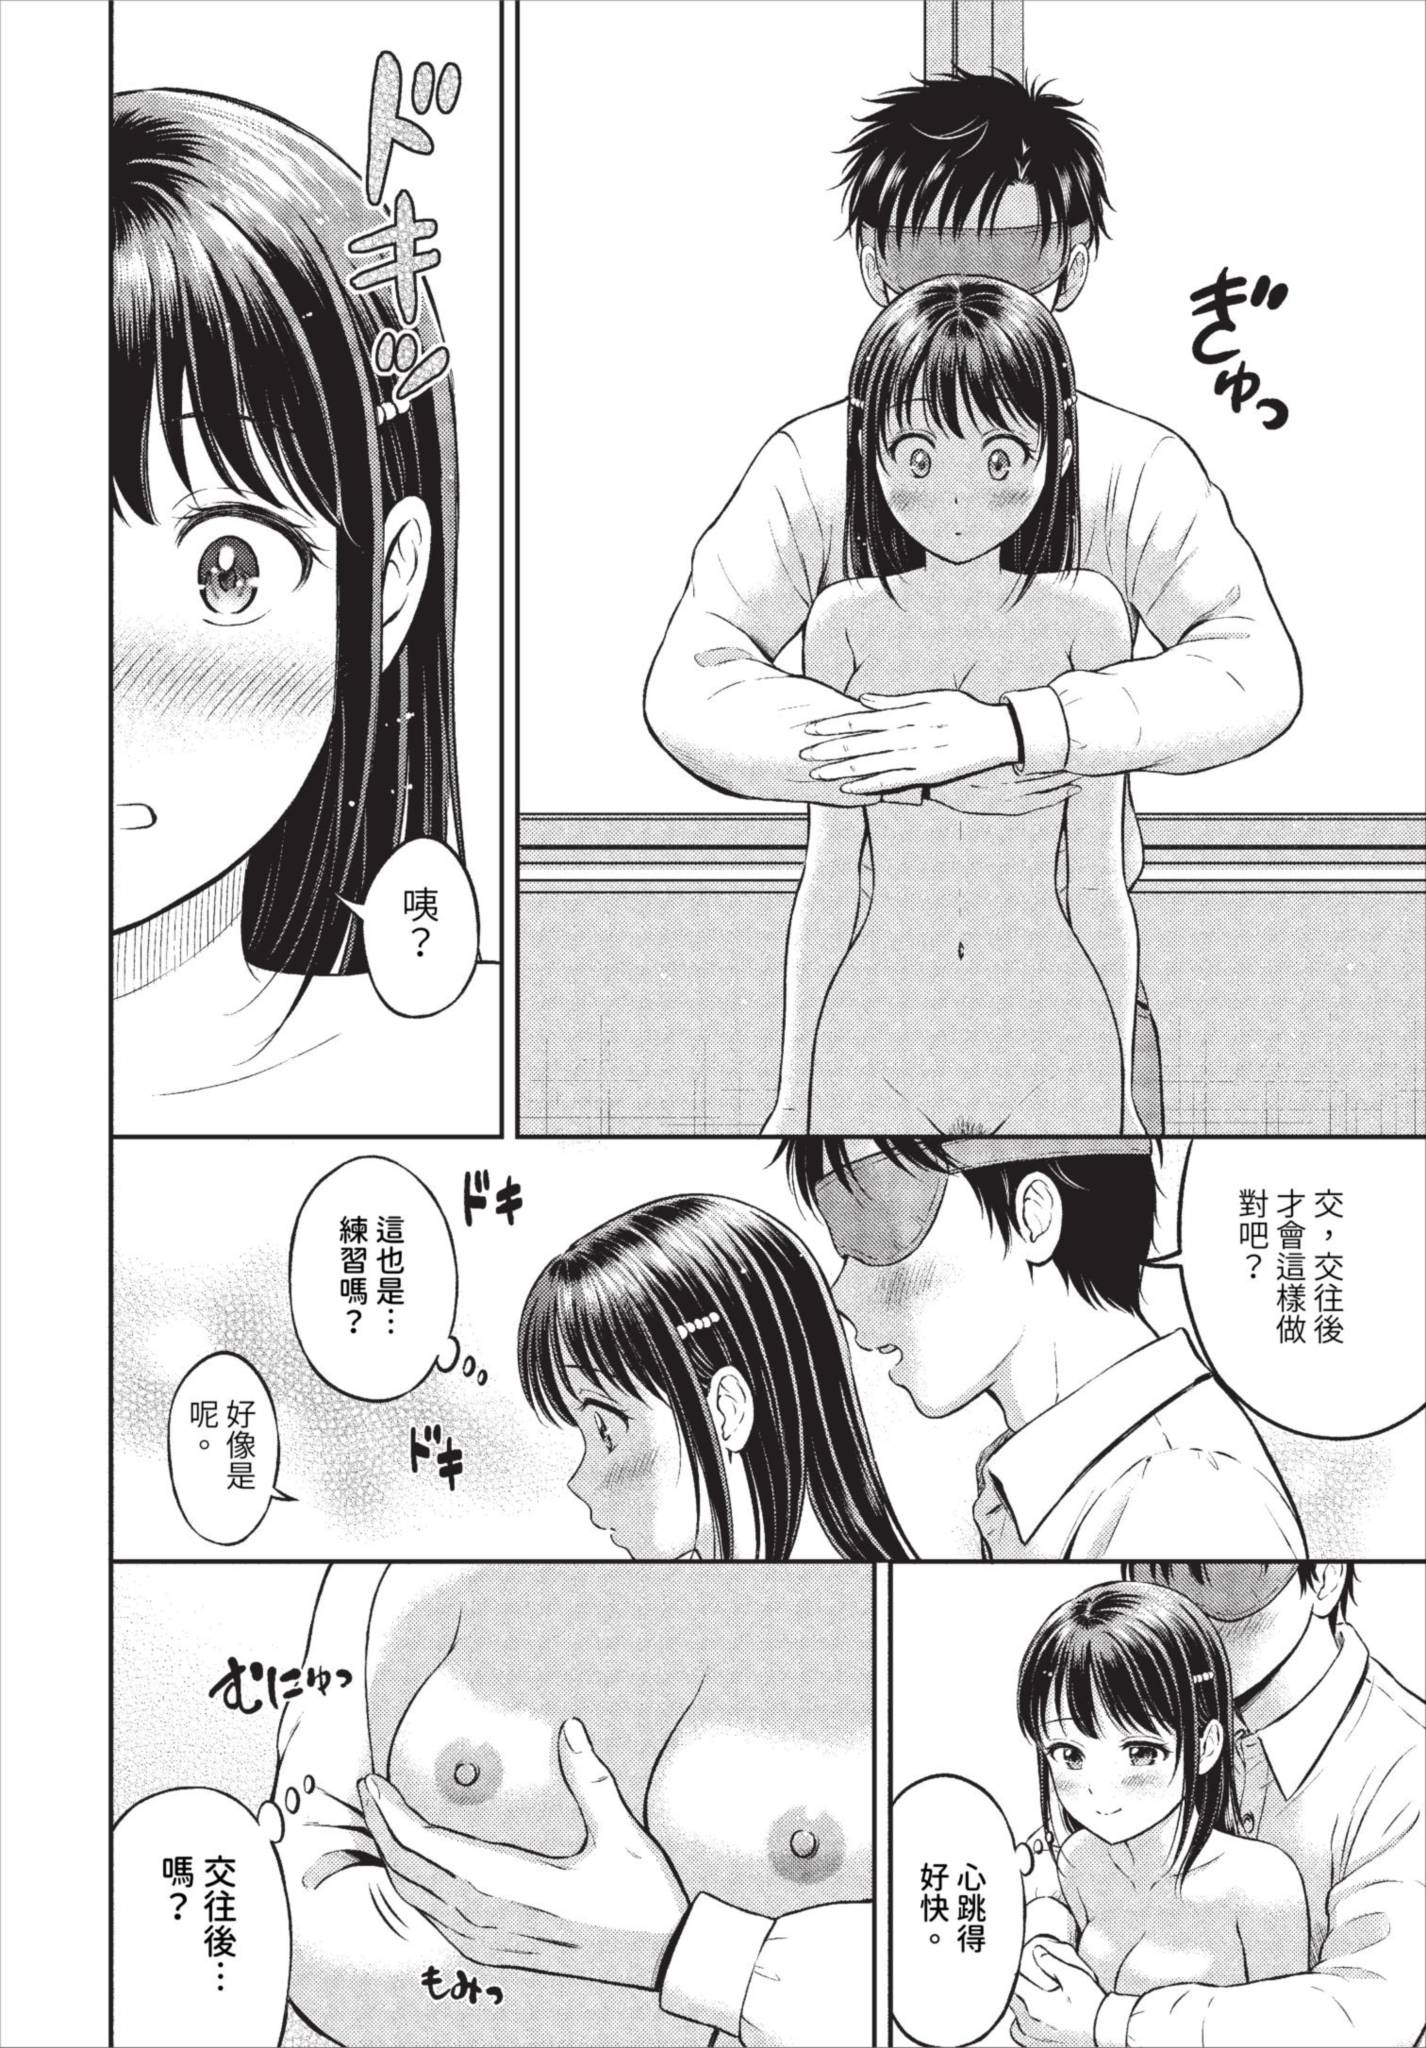 ぎゅっ
ドキッ
咦？
交，交往後
才會這樣做
對吧？
ドキ
這也是…
練習嗎？
ドキ
好像是
呢。
心跳得
好快。
むにゅっ
交往後…
嗎？
もみっ